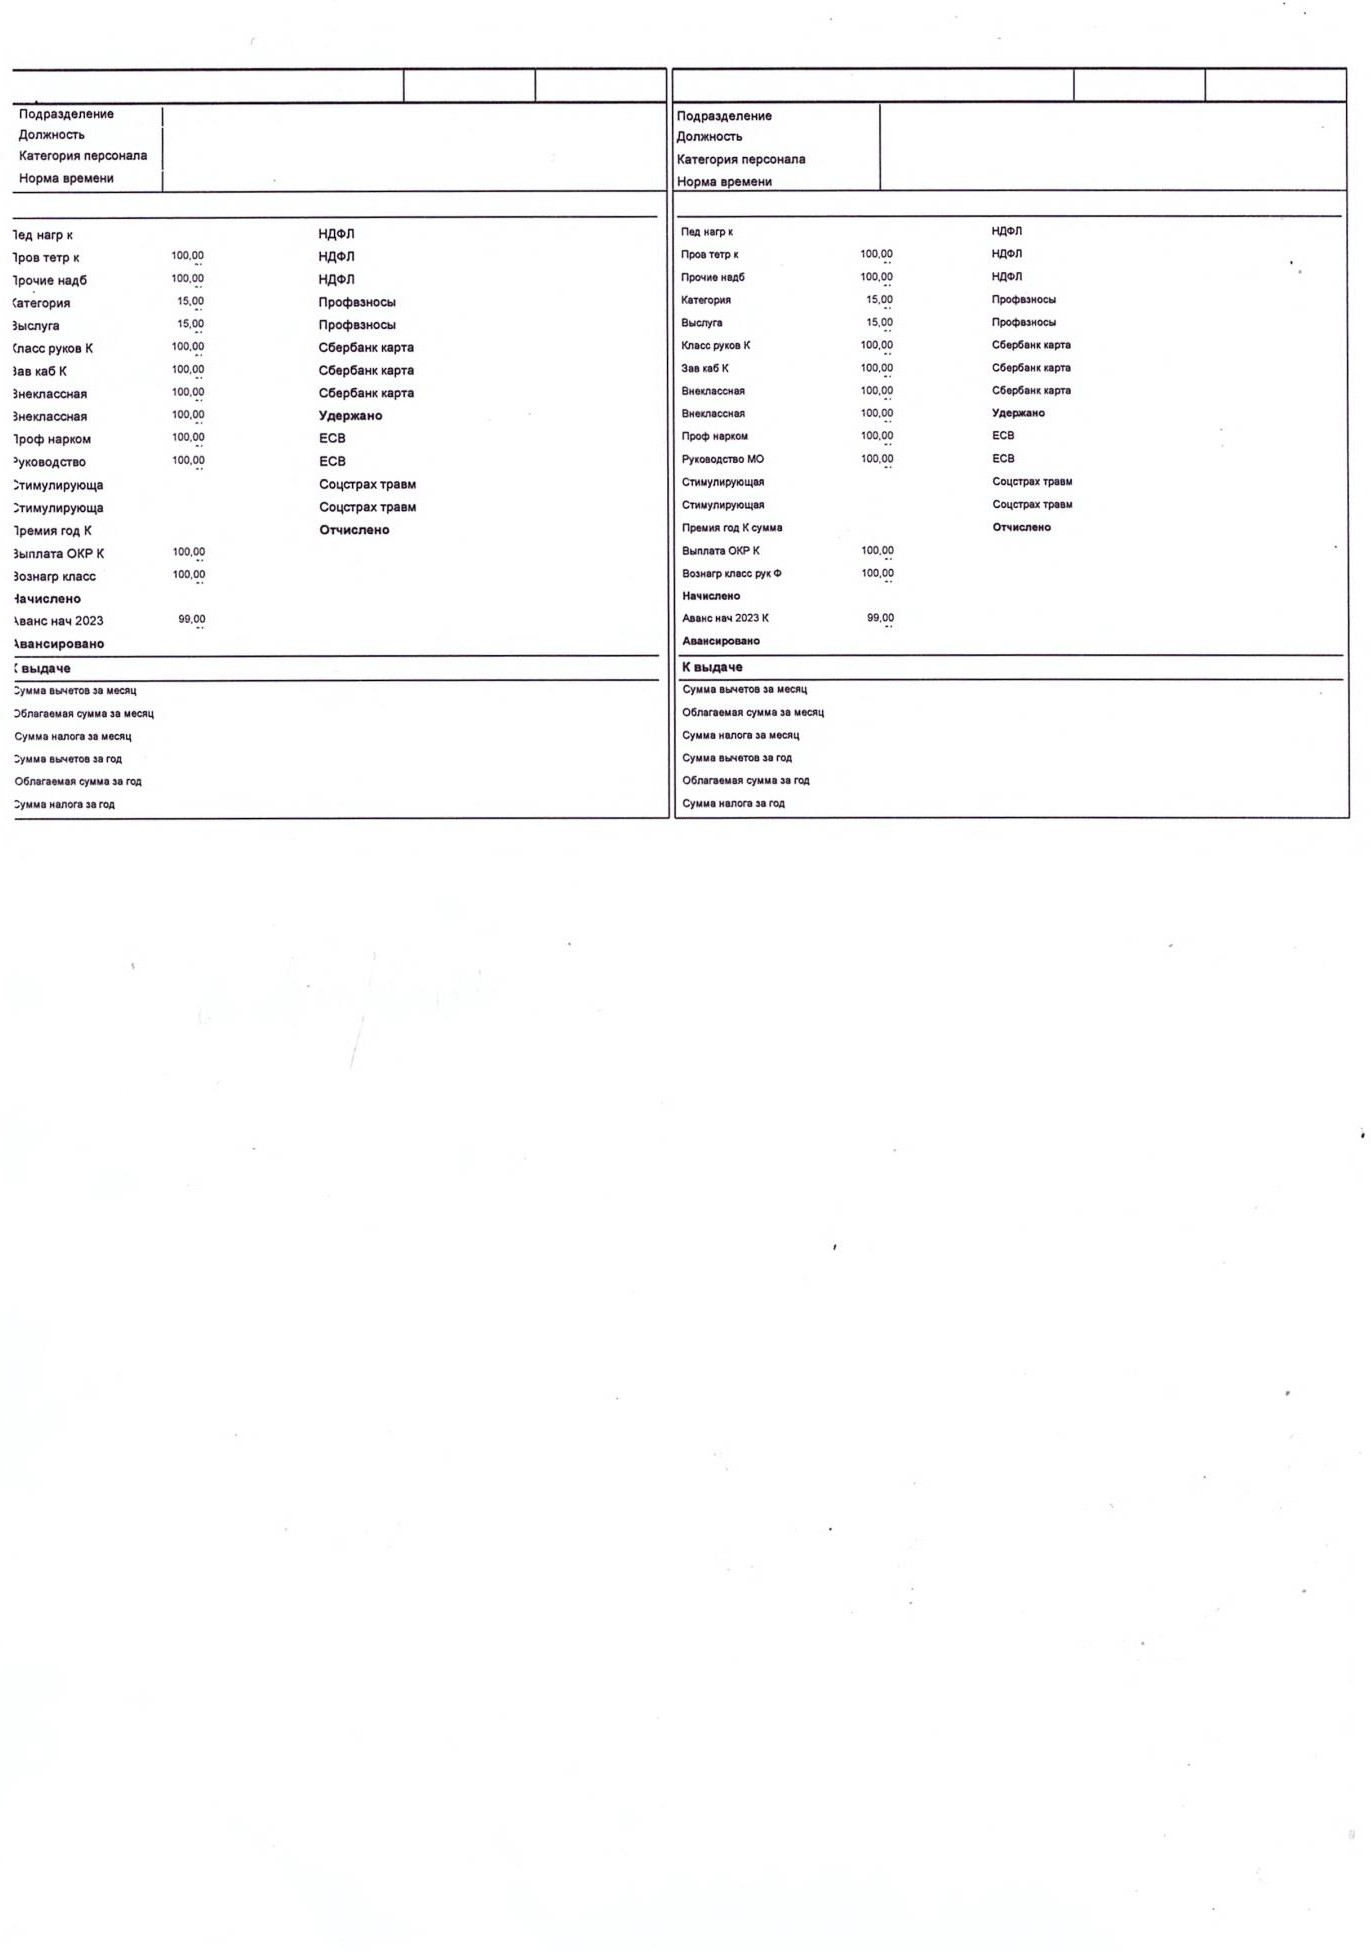 Подразделение
Должность
Категория персонала
Норма времени
Пед нагр к НДФЛ
Пров тетр к 100,00 НДФЛ
Прочие надб 100,00 НДФЛ
Категория 15,00 Профвзносы
Выслуга 15,00 Профвзносы
Класс руков К 100,00 Сбербанк карта
Зав каб К 100,00 Сбербанк карта
Внеклассная 100,00 Сбербанк карта
Внеклассная 100,00 Удержано
Проф нарком 100,00 ЕСВ
Руководство 100,00 ЕСВ
Стимулирующа Соцстрах травм
Стимулирующа Соцстрах травм
Премия год К Отчислено
Выплата ОКР К 100,00
Вознагр класс 100,00
Начислено
Аванс нач 2023 99,00
Авансировано
К выдаче
Сумма вычетов за месяц
Облагаемая сумма за месяц
Сумма налога за месяц
Сумма вычетов за год
Облагаемая сумма за год
Сумма налога за год
Подразделение
Должность
Категория персонала
Норма времени
Пед нагр к НДФЛ
Пров тетр к 100,00 НДФЛ
Прочие надб 100,00 НДФЛ
Категория 15,00 Профвзносы
Выслуга 15,00 Профвзносы
Класс руков К 100,00 Сбербанк карта
Зав каб К 100,00 Сбербанк карта
Внеклассная 100,00 Сбербанк карта
Внеклассная 100,00 Удержано
Проф нарком 100,00 ЕСВ
Руководство МО 100,00 ЕСВ
Стимулирующая Соцстрах травм
Стимулирующая Соцстрах травм
Премия год К сумма Отчислено
Выплата ОКР К 100,00
Вознагр класс рук Ф 100,00
Начислено
Аванс нач 2023 К 99,00
Авансировано
К выдаче
Сумма вычетов за месяц
Облагаемая сумма за месяц
Сумма налога за месяц
Сумма вычетов за год
Облагаемая сумма за год
Сумма налога за год